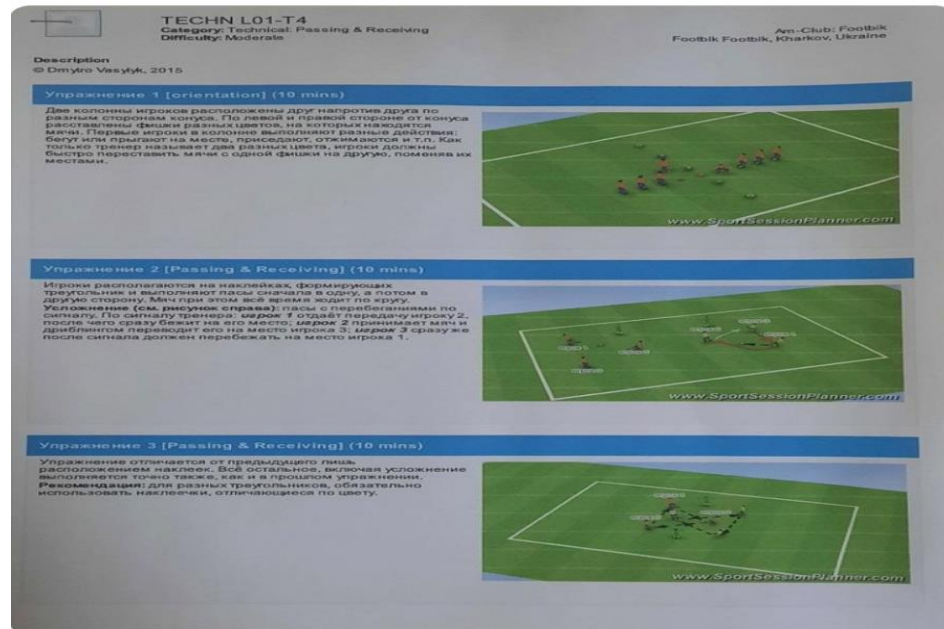 TECHN L01-T4
Category: Technical: Passing & Receiving
Difficulty: Moderate
Am-Club: Footbik
Footbik Footbik, Kharkov, Ukraine
Description
© Dmytro Vasylyk, 2015
Упражнение 1 [orientation] (10 mins)
Две колонны игроков расположены друг напротив друга по
разным сторонам конуса. По левой и правой стороне от конуса
расставлены фишки разных цветов, на которых находятся
мячи. Первые игроки в колонне выполняют разные действия:
бегут или прыгают на месте, приседают, отжимаются и т.п. Как
только тренер называет два разных цвета, игроки должны
быстро переставить мячи с одной фишки на другую, поменяв их
местами.
www.SportSessionPlanner.com
Упражнение 2 [Passing & Receiving] (10 mins)
Игроки располагаются на наклейках, формирующих
треугольник и выполняют пасы сначала в одну, а потом в
другую сторону. Мяч при этом всё время ходит по кругу.
Усложнение (см. рисунок справа): пасы с перебеганиями по
сигналу. По сигналу тренера: игрок 1 отдаёт передачу игроку 2,
после чего сразу бежит на его место; игрок 2 принимает мяч и
дриблингом переводит его на место игрока 3; игрок 3 сразу же
после сигнала должен перебежать на место игрока 1.
www.SportSessionPlanner.com
Упражнение 3 [Passing & Receiving] (10 mins)
Упражнение отличается от предыдущего лишь
расположением наклеек. Всё остальное, включая усложнение
выполняется точно также, как и в прошлом упражнении.
Рекомендация: для разных треугольников, обязательно
использовать наклеечки, отличающиеся по цвету.
www.SportSessionPlanner.com